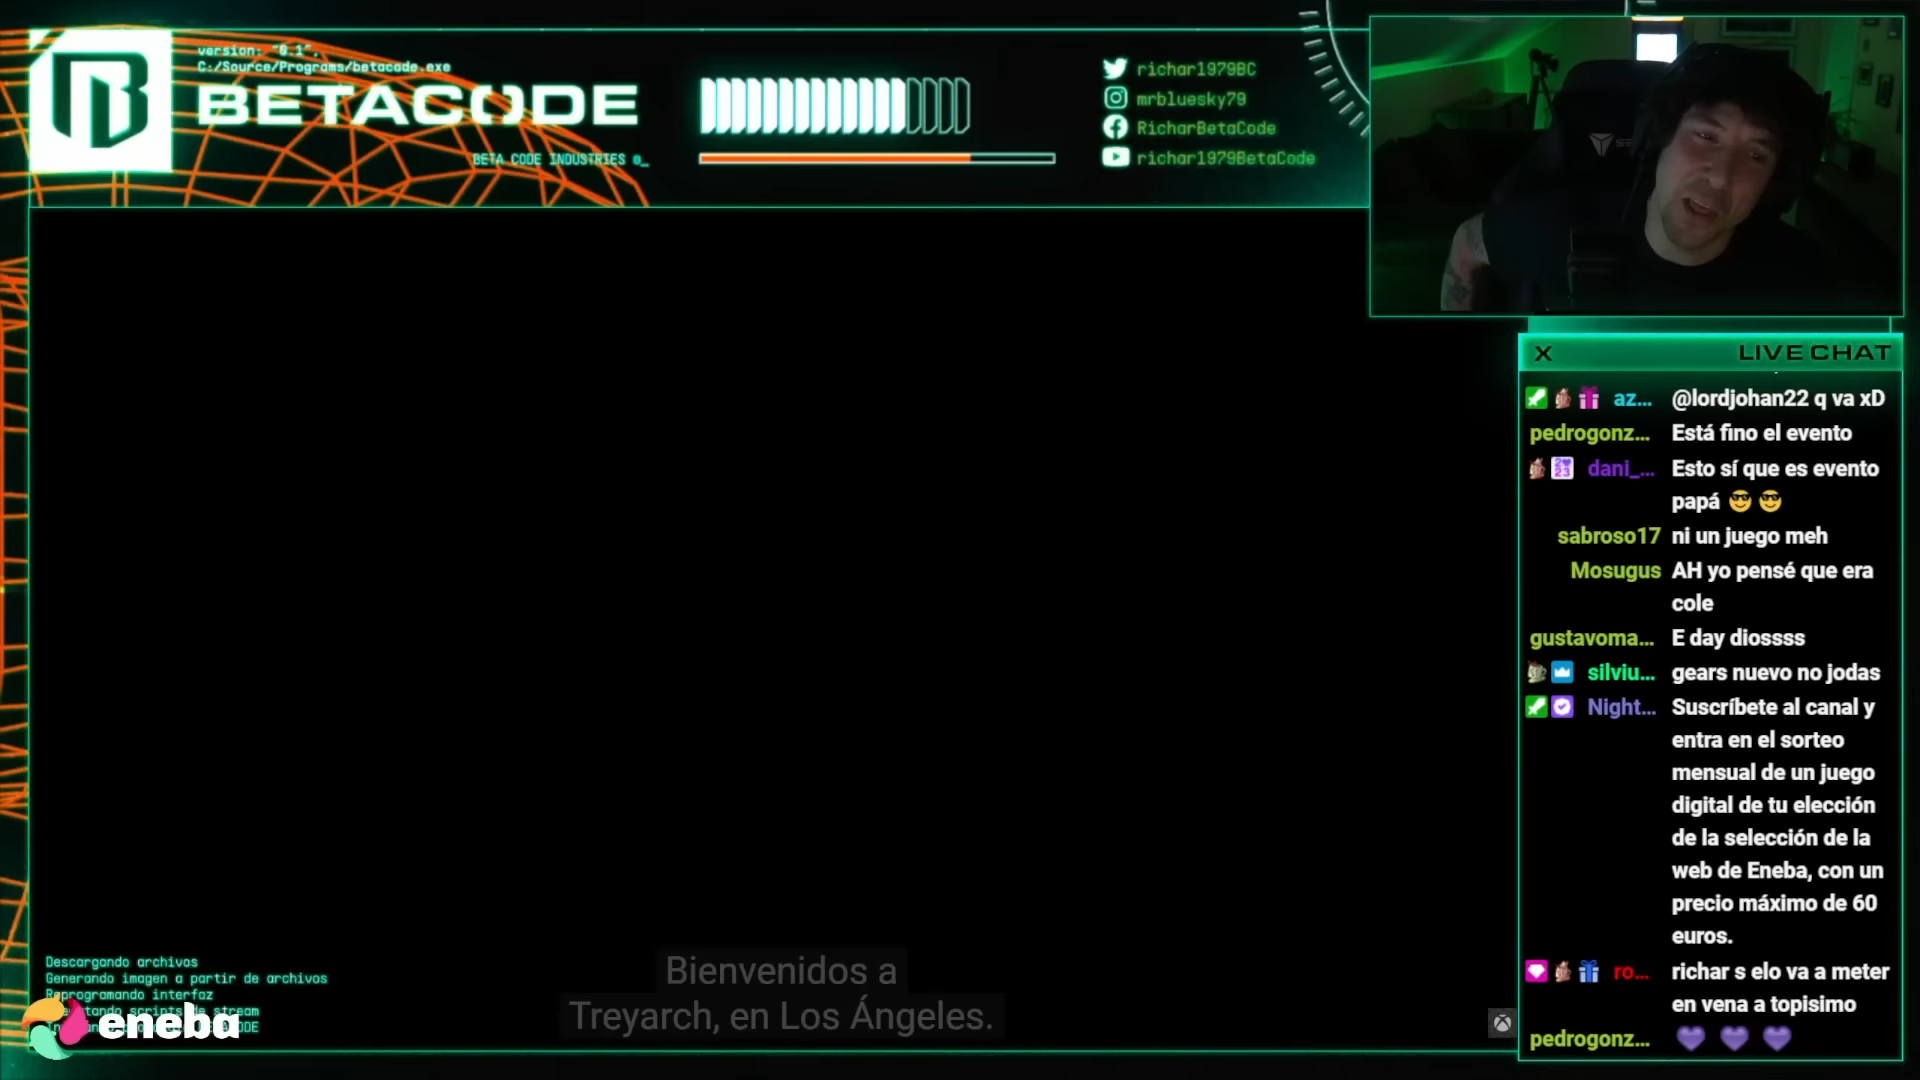 version: "0.1",
C:/Source/Programs/betacode.exe
BETACODE
BETA CODE INDUSTRIES @_
richar1979BC
mrbluesky79
RicharBetaCode
richar1979BetaCode
X LIVE CHAT
az... @lordjohan22 q va xD
pedrogonz... Está fino el evento
dani_... Esto sí que es evento
papá 😎 😎
sabroso17 ni un juego meh
Mosugus AH yo pensé que era
cole
gustavoma... E day diossss
silviu... gears nuevo no jodas
Night... Suscríbete al canal y
entra en el sorteo
mensual de un juego
digital de tu elección
de la selección de la
web de Eneba, con un
precio máximo de 60
euros.
ro... richar s elo va a meter
en vena a topisimo
pedrogonz... 💜 💜 💜
Descargando archivos
Generando imagen a partir de archivos
Reprogramando interfaz
scripts de stream
eneba
Bienvenidos a
Treyarch, en Los Ángeles.